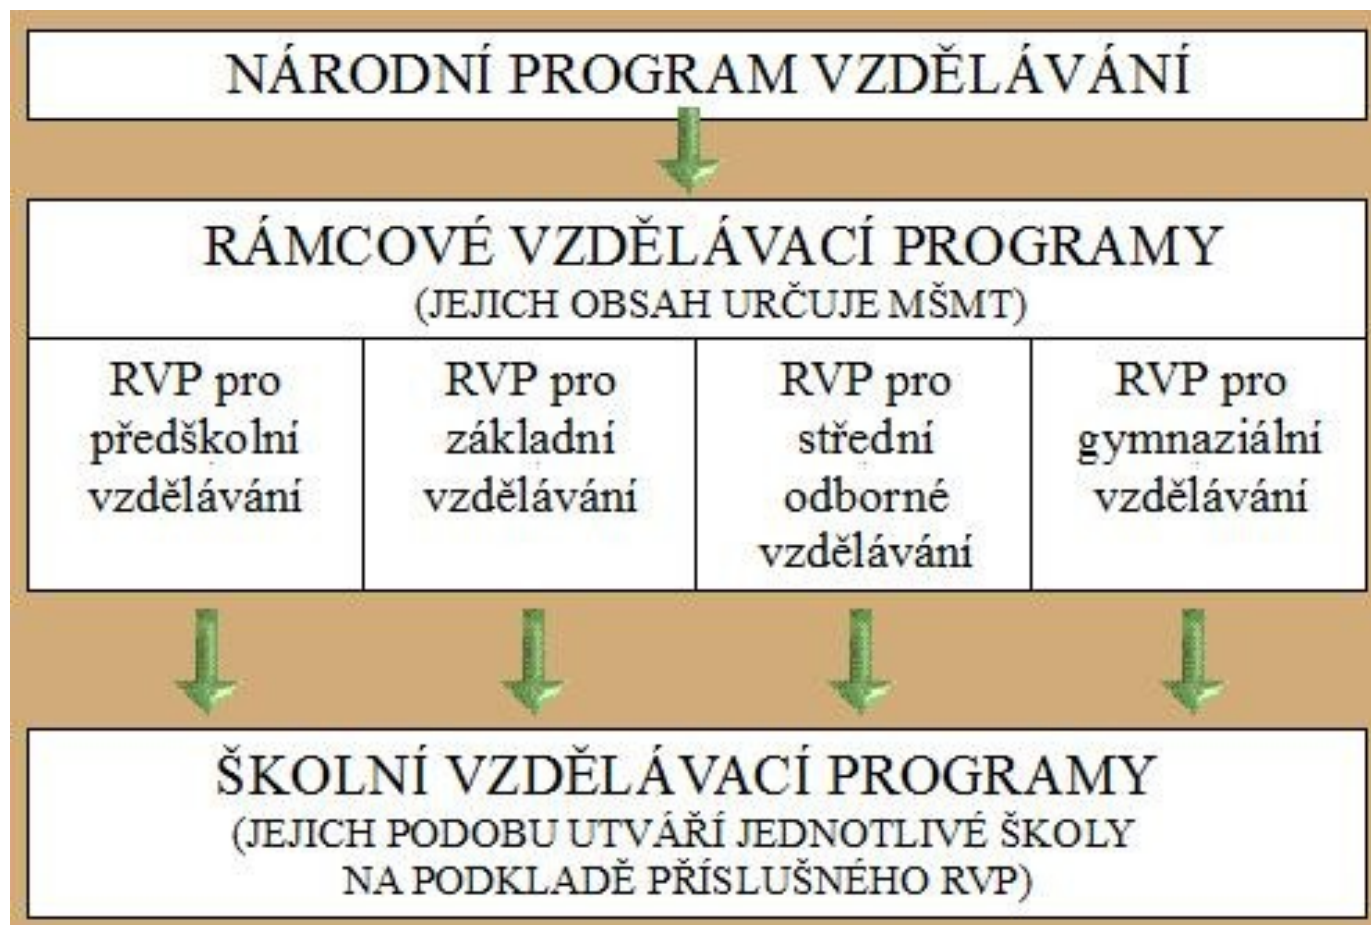 NÁRODNÍ PROGRAM VZDĚLÁVÁNÍ
RÁMCOVÉ VZDĚLÁVACÍ PROGRAMY
(JEJICH OBSAH URČUJE MŠMT)
RVP pro
předškolní
vzdělávání
RVP pro
základní
vzdělávání
RVP pro
střední
odborné
vzdělávání
RVP pro
gymnaziální
vzdělávání
ŠKOLNÍ VZDĚLÁVACÍ PROGRAMY
(JEJICH PODOBU UTVÁŘÍ JEDNOTLIVÉ ŠKOLY
NA PODKLADĚ PŘÍSLUŠNÉHO RVP)